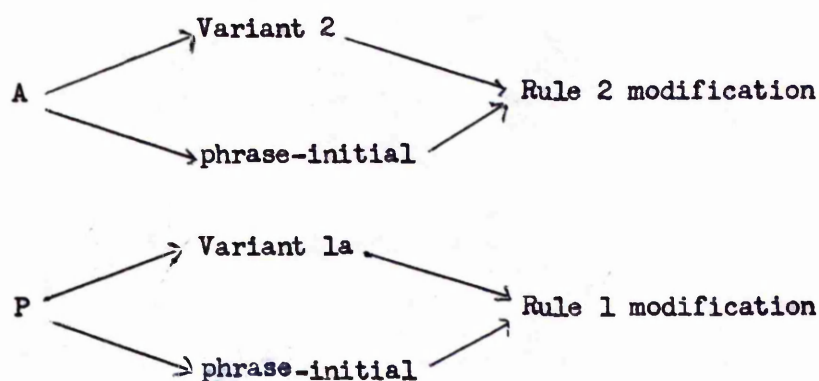 Variant 2
A
Rule 2 modification
phrase-initial
Variant 1a
P
Rule 1 modification
phrase-initial